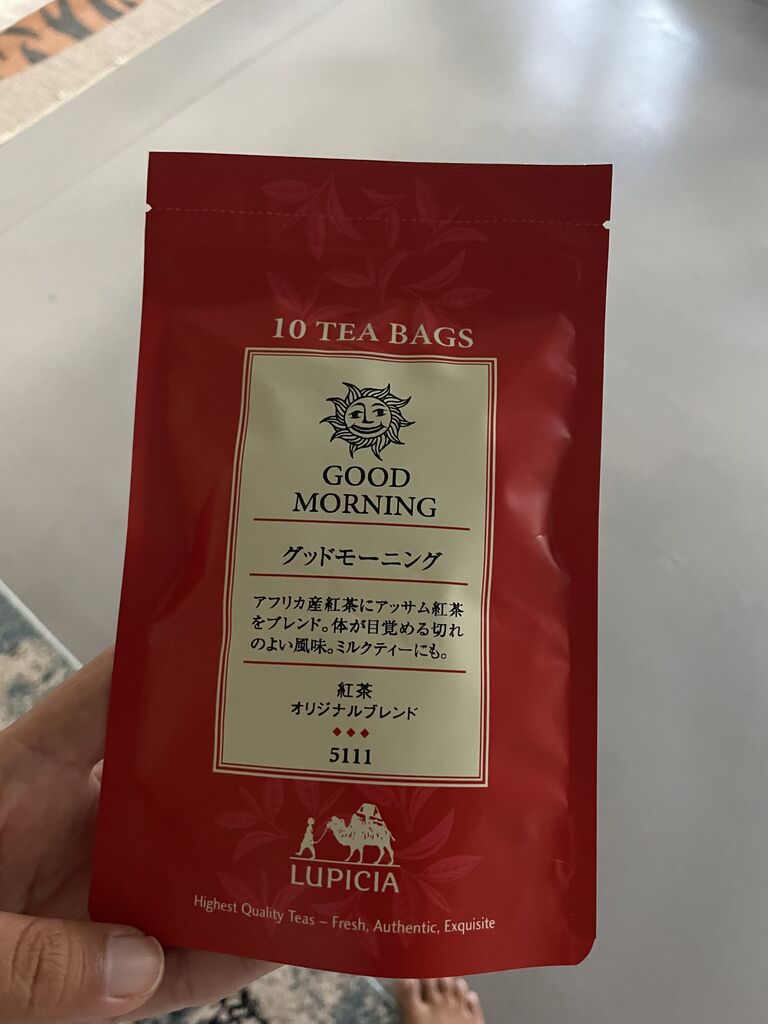 10 TEA BAGS
GOOD
MORNING
グッドモーニング
アフリカ産紅茶にアッサム紅茶
をブレンド。体が目覚める切れ
のよい風味。ミルクティーにも。
紅茶
オリジナルブレンド
5111
LUPICIA
Highest Quality Teas – Fresh, Authentic, Exquisite